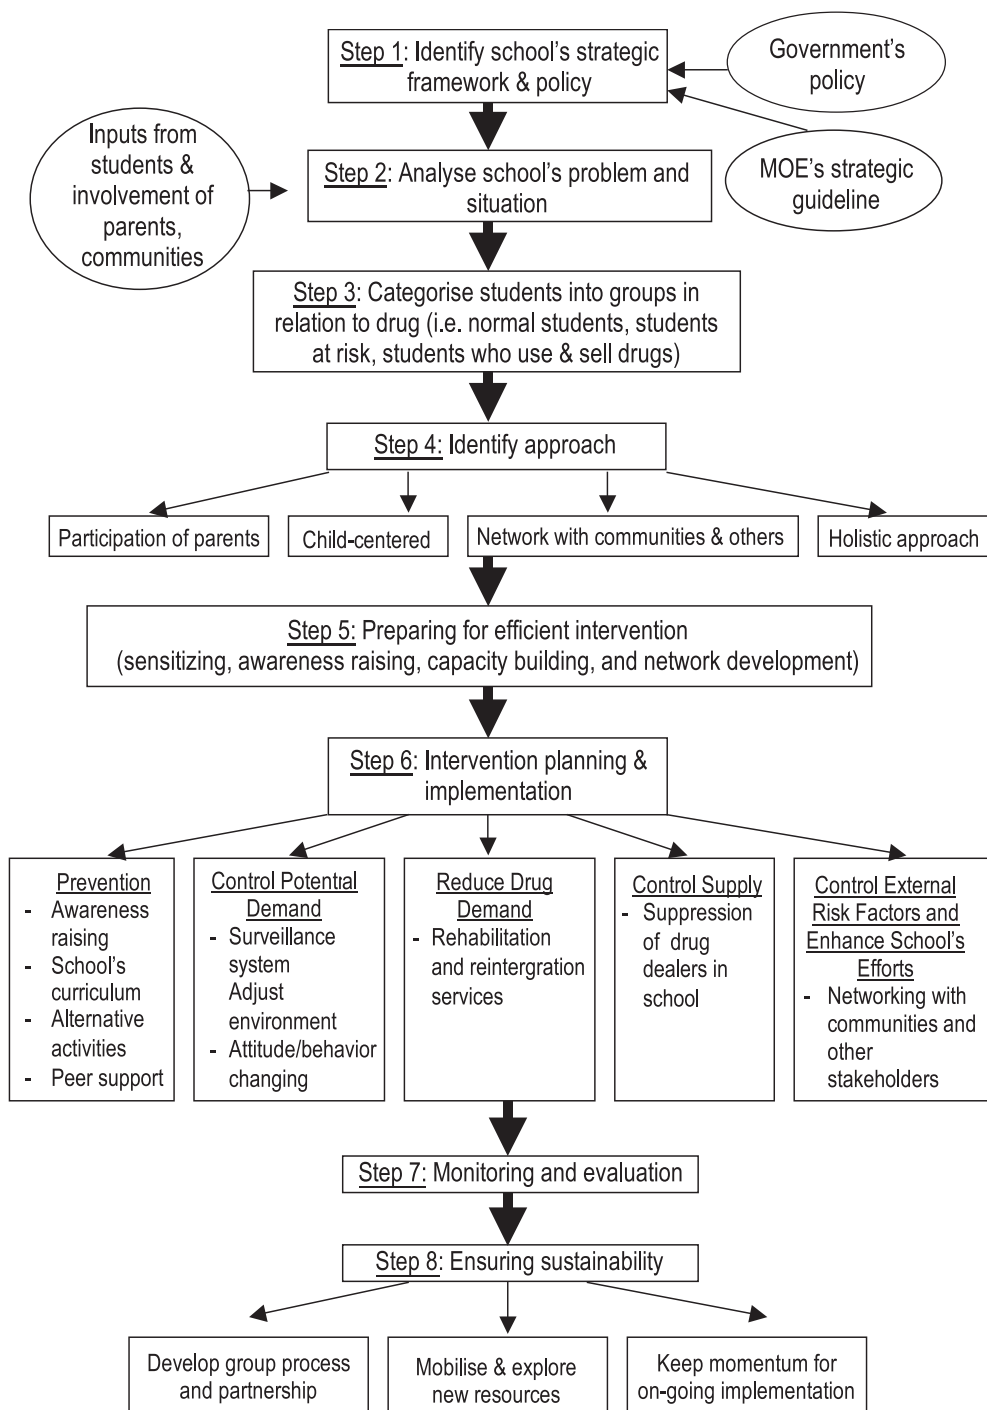 Step 1: Identify school's strategic
framework & policy
Government's
policy
MOE's strategic
guideline
Inputs from
students &
involvement of
parents,
communities
Step 2: Analyse school's problem and
situation
Step 3: Categorise students into groups in
relation to drug (i.e. normal students, students
at risk, students who use & sell drugs)
Step 4: Identify approach
Participation of parents
Child-centered
Network with communities & others
Holistic approach
Step 5: Preparing for efficient intervention
(sensitizing, awareness raising, capacity building, and network development)
Step 6: Intervention planning &
implementation
Prevention
- Awareness
raising
- School's
curriculum
- Alternative
activities
- Peer support
Control Potential
Demand
- Surveillance
system
Adjust
environment
- Attitude/behavior
changing
Reduce Drug
Demand
- Rehabilitation
and reintergration
services
Control Supply
- Suppression
of drug
dealers in
school
Control External
Risk Factors and
Enhance School's
Efforts
- Networking with
communities and
other
stakeholders
Step 7: Monitoring and evaluation
Step 8: Ensuring sustainability
Develop group process
and partnership
Mobilise & explore
new resources
Keep momentum for
on-going implementation